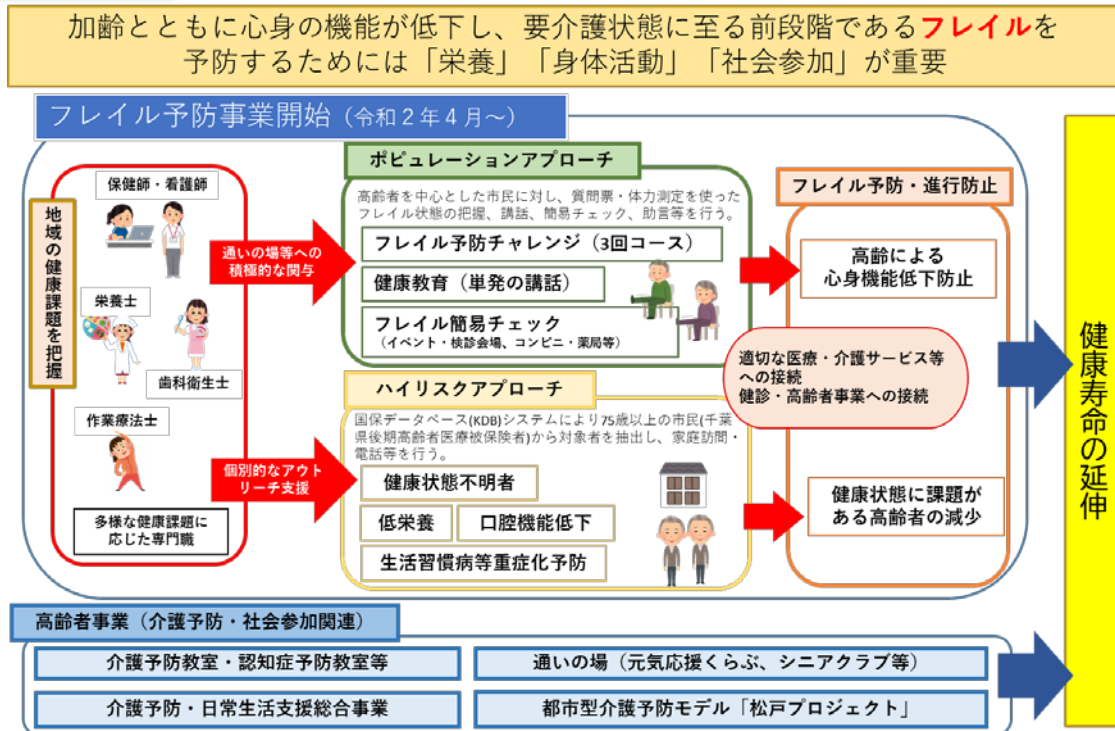 加齢とともに心身の機能が低下し、要介護状態に至る前段階であるフレイルを
予防するためには「栄養」「身体活動」「社会参加」が重要
フレイル予防事業開始（令和２年４月～）
地域の健康課題を把握
保健師・看護師
栄養士
歯科衛生士
作業療法士
多様な健康課題に
応じた専門職
通いの場等への
積極的な関与
個別的なアウト
リーチ支援
ポピュレーションアプローチ
高齢者を中心とした市民に対し、質問票・体力測定を使った
フレイル状態の把握、講話、簡易チェック、助言等を行う。
フレイル予防チャレンジ（3回コース）
健康教育（単発の講話）
フレイル簡易チェック
（イベント・検診会場、コンビニ・薬局等）
ハイリスクアプローチ
国保データベース(KDB)システムにより75歳以上の市民(千葉
県後期高齢者医療被保険者)から対象者を抽出し、家庭訪問・
電話等を行う。
健康状態不明者
低栄養
口腔機能低下
生活習慣病等重症化予防
フレイル予防・進行防止
高齢による
心身機能低下防止
適切な医療・介護サービス等
への接続
健診・高齢者事業への接続
健康状態に課題が
ある高齢者の減少
健康寿命の延伸
高齢者事業（介護予防・社会参加関連）
介護予防教室・認知症予防教室等
通いの場（元気応援くらぶ、シニアクラブ等）
介護予防・日常生活支援総合事業
都市型介護予防モデル「松戸プロジェクト」